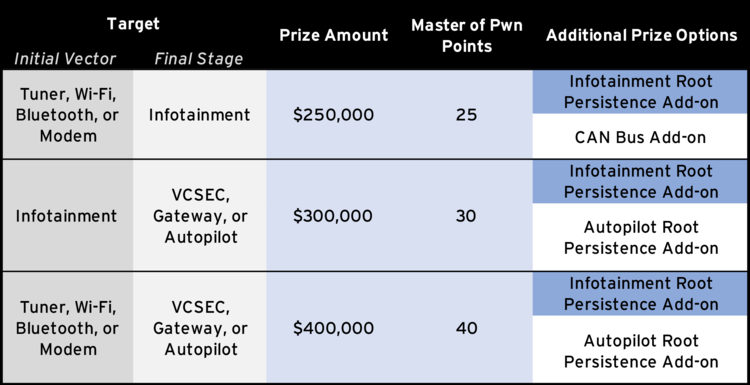 Target
Prize Amount
Master of Pwn
Points
Additional Prize Options
Initial Vector
Final Stage
Tuner, Wi-Fi,
Bluetooth, or
Modem
Infotainment
$250,000
25
Infotainment Root
Persistence Add-on
CAN Bus Add-on
Infotainment
VCSEC,
Gateway, or
Autopilot
$300,000
30
Infotainment Root
Persistence Add-on
Autopilot Root
Persistence Add-on
Tuner, Wi-Fi,
Bluetooth, or
Modem
VCSEC,
Gateway, or
Autopilot
$400,000
40
Infotainment Root
Persistence Add-on
Autopilot Root
Persistence Add-on